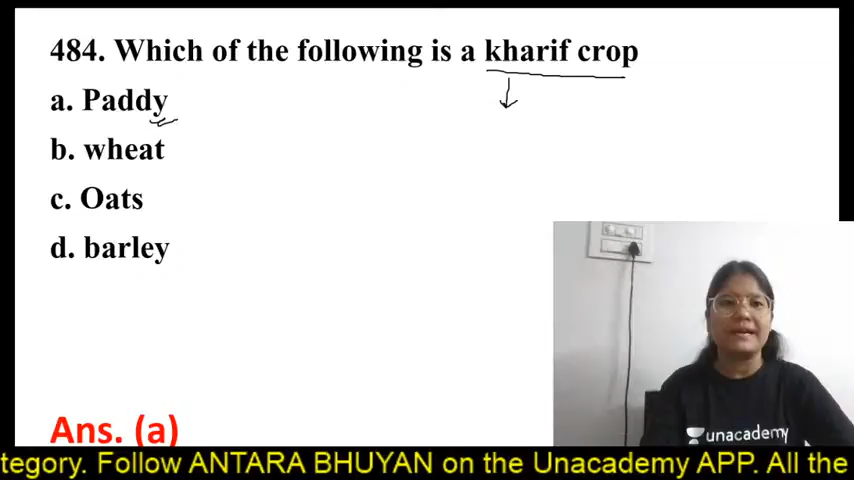 484. Which of the following is a kharif crop
a. Paddy
b. wheat
c. Oats
d. barley
unacademy
Ans. (a)
tegory. Follow ANTARA BHUYAN on the Unacademy APP. All the